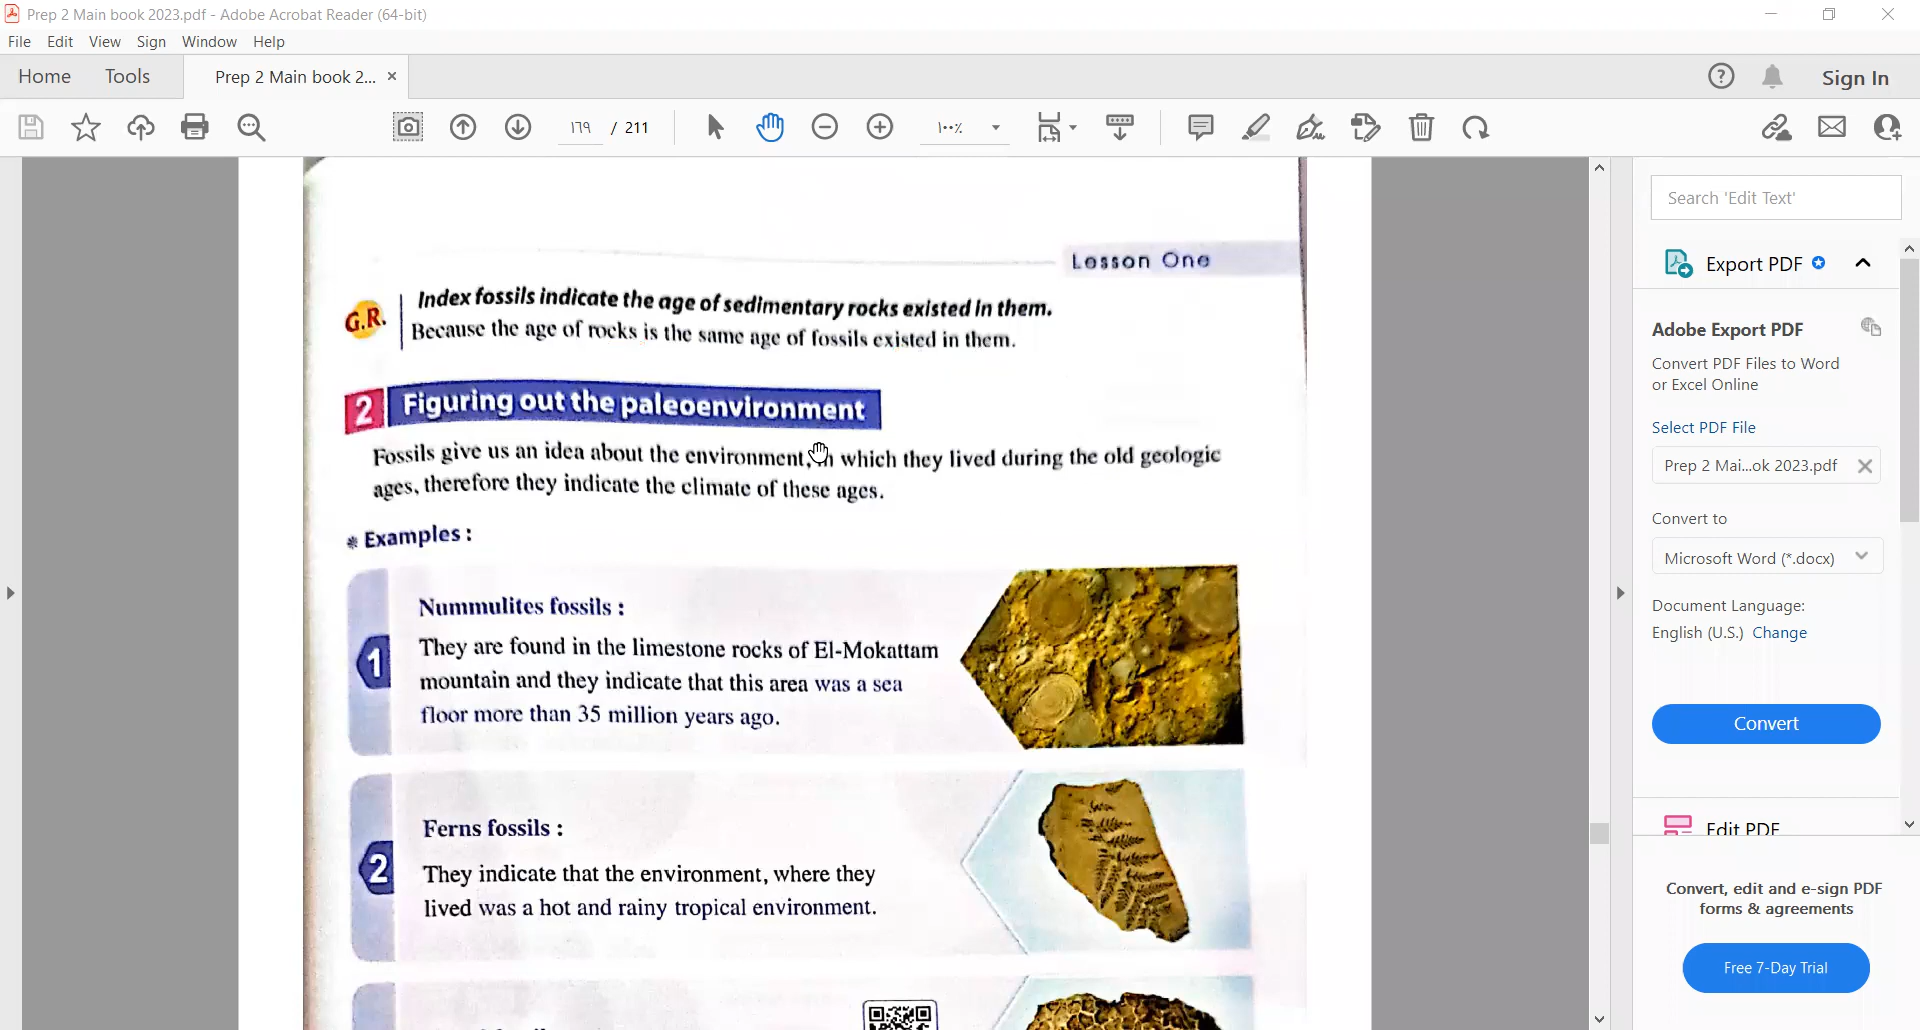 Prep 2 Main book 2023.pdf - Adobe Acrobat Reader (64-bit)
File Edit View Sign Window Help
Home Tools Prep 2 Main book 2... ×
Sign In
١٦٩ / 211
١٠٠٪
Lesson One
G.R.
Index fossils indicate the age of sedimentary rocks existed in them.
Because the age of rocks is the same age of fossils existed in them.
2 Figuring out the paleoenvironment
Fossils give us an idea about the environment, in which they lived during the old geologic
ages, therefore they indicate the climate of these ages.
* Examples :
1
Nummulites fossils :
They are found in the limestone rocks of El-Mokattam
mountain and they indicate that this area was a sea
floor more than 35 million years ago.
2
Ferns fossils :
They indicate that the environment, where they
lived was a hot and rainy tropical environment.
Search 'Edit Text'
Export PDF
Adobe Export PDF
Convert PDF Files to Word
or Excel Online
Select PDF File
Prep 2 Mai...ok 2023.pdf
Convert to
Microsoft Word (*.docx)
Document Language:
English (U.S.) Change
Convert
Edit PDF
Convert, edit and e-sign PDF
forms & agreements
Free 7-Day Trial